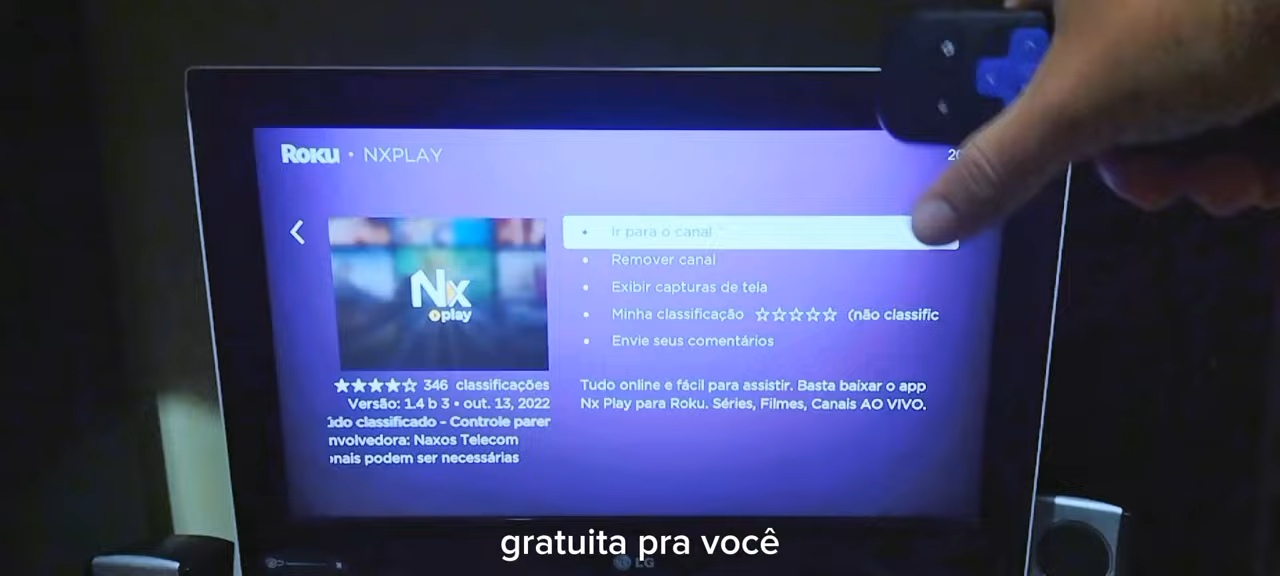 Roku • NXPLAY
20
Ir para o canal
Remover canal
Exibir capturas de tela
Minha classificação ☆☆☆☆☆ (não classific
Envie seus comentários
Nx
play
★★★★☆ 346 classificações
Versão: 1.4 b 3 • out. 13, 2022
údo classificado - Controle paren
nvolvedora: Naxos Telecom
onais podem ser necessárias
Tudo online e fácil para assistir. Basta baixar o app
Nx Play para Roku. Séries, Filmes, Canais AO VIVO.
gratuita pra você
LG